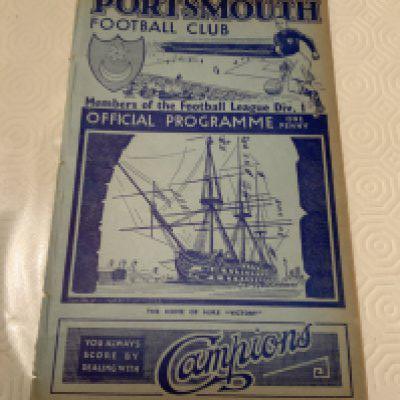 PORTSMOUTH
FOOTBALL CLUB
Members of the Football League Div. 1
OFFICIAL PROGRAMME ONE PENNY
THE HOME OF H.M.S. "VICTORY"
YOU ALWAYS
SCORE BY
DEALING WITH
Campions